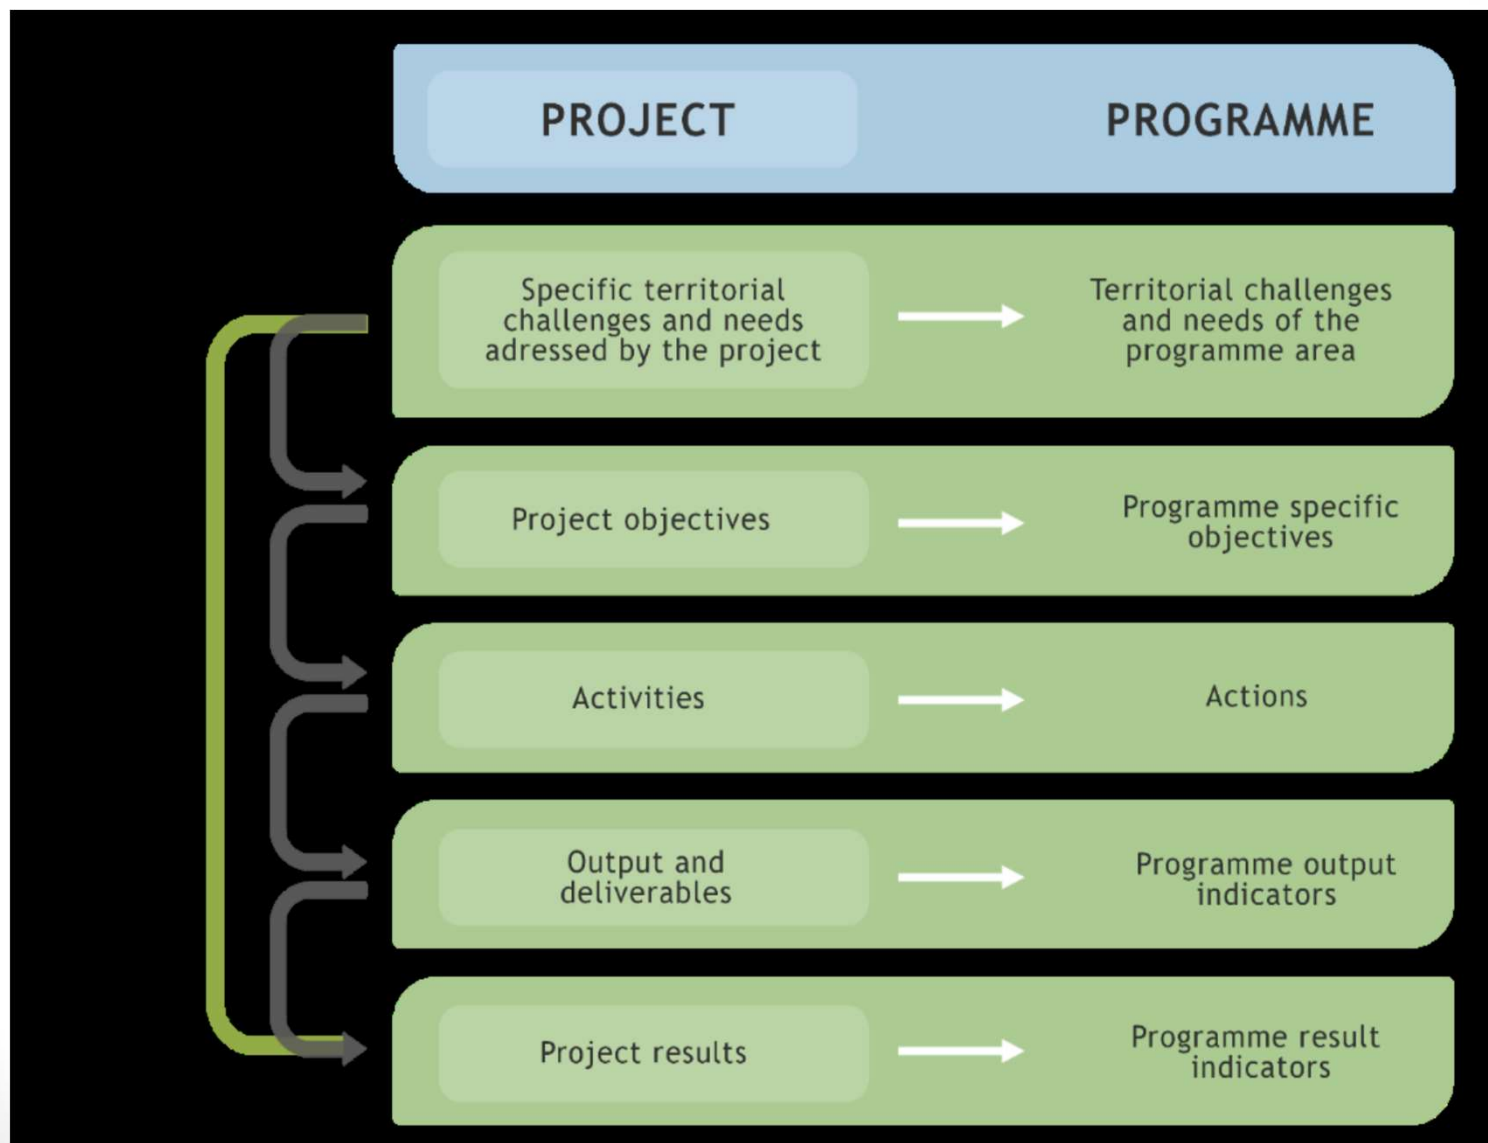 PROJECT
PROGRAMME
Specific territorial
challenges and needs
adressed by the project
Territorial challenges
and needs of the
programme area
Project objectives
Programme specific
objectives
Activities
Actions
Output and
deliverables
Programme output
indicators
Project results
Programme result
indicators